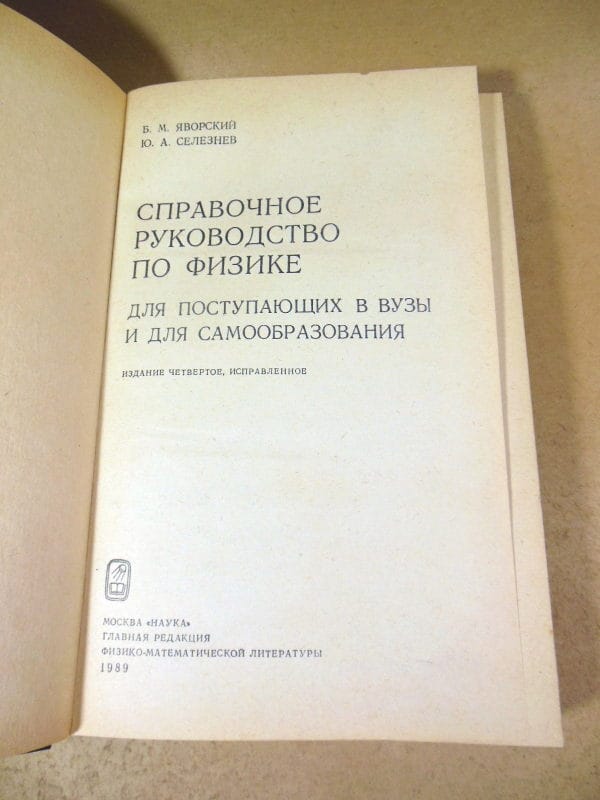 Б. М. ЯВОРСКИЙ
Ю. А. СЕЛЕЗНЕВ
СПРАВОЧНОЕ
РУКОВОДСТВО
ПО ФИЗИКЕ
ДЛЯ ПОСТУПАЮЩИХ В ВУЗЫ
И ДЛЯ САМООБРАЗОВАНИЯ
ИЗДАНИЕ ЧЕТВЕРТОЕ, ИСПРАВЛЕННОЕ
МОСКВА «НАУКА»
ГЛАВНАЯ РЕДАКЦИЯ
ФИЗИКО-МАТЕМАТИЧЕСКОЙ ЛИТЕРАТУРЫ
1989